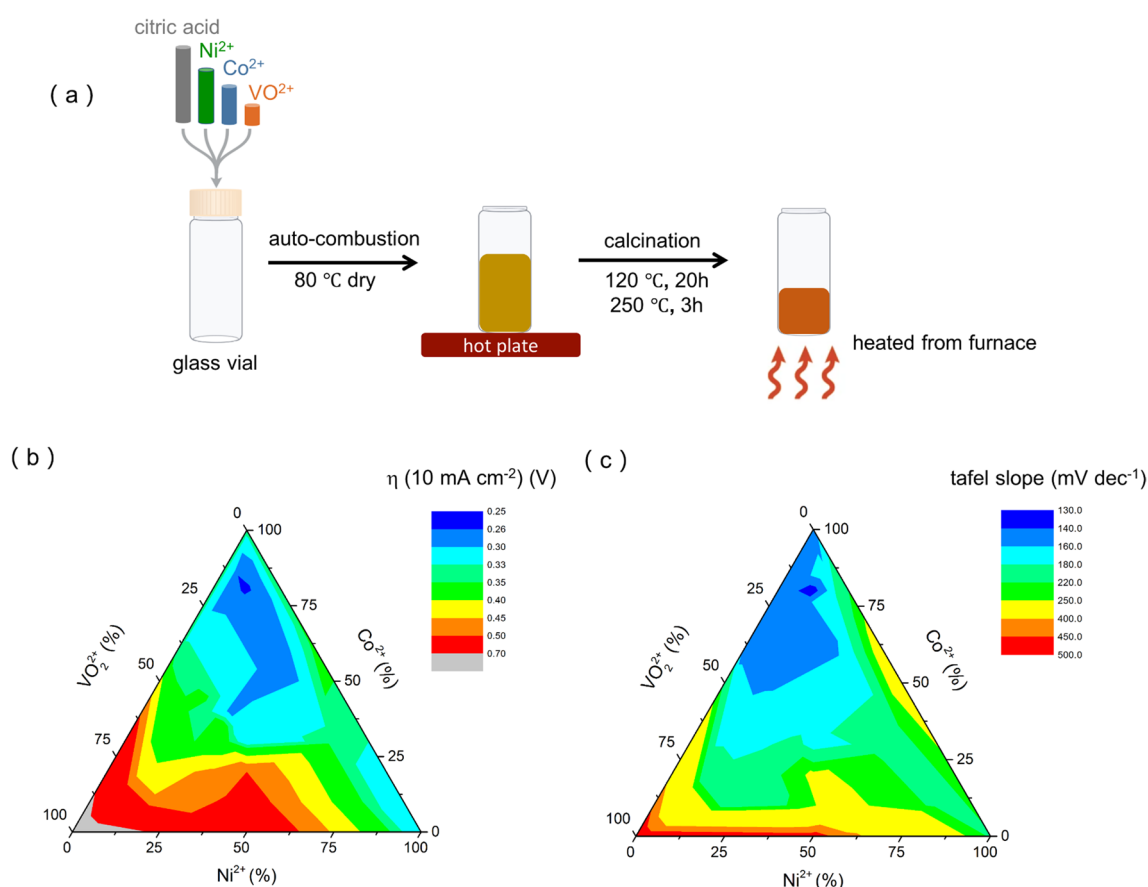 citric acid
Ni²⁺
Co²⁺
VO²⁺
( a )
auto-combustion
80 ℃ dry
calcination
120 ℃, 20h
250 ℃, 3h
hot plate
glass vial
heated from furnace
( b )
η (10 mA cm⁻²) (V)
0.25
0.26
0.30
0.33
0.35
0.40
0.45
0.50
0.70
0
25
50
75
100
VO₂²⁺ (%)
100
75
50
25
0
Co²⁺ (%)
0
25
50
75
100
Ni²⁺ (%)
( c )
tafel slope (mV dec⁻¹)
130.0
140.0
160.0
180.0
220.0
250.0
400.0
450.0
500.0
0
25
50
75
100
VO₂²⁺ (%)
100
75
50
25
0
Co²⁺ (%)
0
25
50
75
100
Ni²⁺ (%)